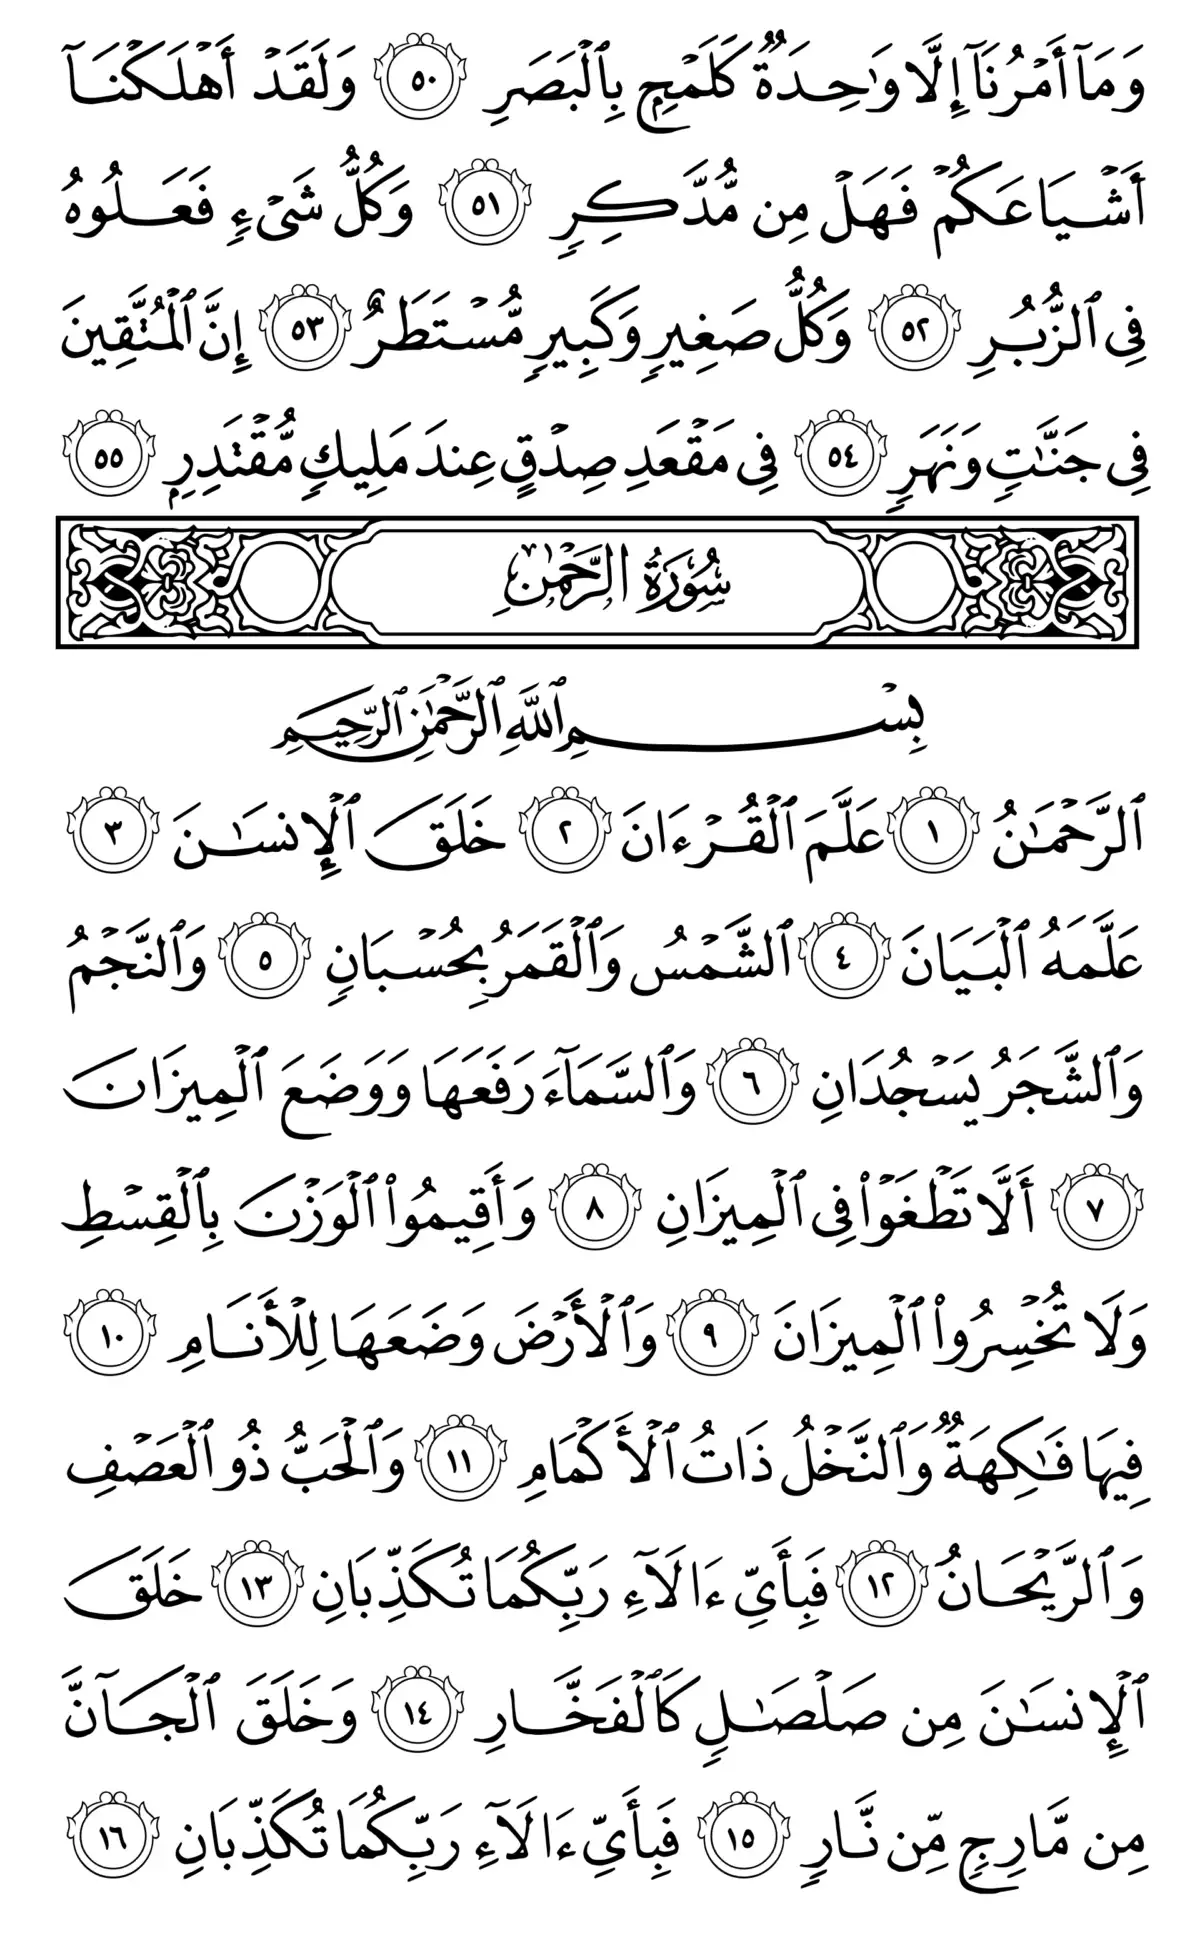 وَمَآ أَمْرُنَآ إِلَّا وَٰحِدَةٌ كَلَمْحٍۭ بِٱلْبَصَرِ ٥٠ وَلَقَدْ أَهْلَكْنَآ
أَشْيَاعَكُمْ فَهَلْ مِن مُّدَّكِرٍ ٥١ وَكُلُّ شَىْءٍ فَعَلُوهُ
فِى ٱلزُّبُرِ ٥٢ وَكُلُّ صَغِيرٍ وَكَبِيرٍ مُّسْتَطَرٌ ٥٣ إِنَّ ٱلْمُتَّقِينَ
فِى جَنَّٰتٍ وَنَهَرٍ ٥٤ فِى مَقْعَدِ صِدْقٍ عِندَ مَلِيكٍ مُّقْتَدِرٍۭ ٥٥
سُورَةُ الرَّحْمٰن
بِسْمِ ٱللَّهِ ٱلرَّحْمَٰنِ ٱلرَّحِيمِ
ٱلرَّحْمَٰنُ ١ عَلَّمَ ٱلْقُرْءَانَ ٢ خَلَقَ ٱلْإِنسَٰنَ ٣
عَلَّمَهُ ٱلْبَيَانَ ٤ ٱلشَّمْسُ وَٱلْقَمَرُ بِحُسْبَانٍ ٥ وَٱلنَّجْمُ
وَٱلشَّجَرُ يَسْجُدَانِ ٦ وَٱلسَّمَآءَ رَفَعَهَا وَوَضَعَ ٱلْمِيزَانَ
٧ أَلَّا تَطْغَوْا۟ فِى ٱلْمِيزَانِ ٨ وَأَقِيمُوا۟ ٱلْوَزْنَ بِٱلْقِسْطِ
وَلَا تُخْسِرُوا۟ ٱلْمِيزَانَ ٩ وَٱلْأَرْضَ وَضَعَهَا لِلْأَنَامِ ١٠
فِيهَا فَٰكِهَةٌ وَٱلنَّخْلُ ذَاتُ ٱلْأَكْمَامِ ١١ وَٱلْحَبُّ ذُو ٱلْعَصْفِ
وَٱلرَّيْحَانُ ١٢ فَبِأَىِّ ءَالَآءِ رَبِّكُمَا تُكَذِّبَانِ ١٣ خَلَقَ
ٱلْإِنسَٰنَ مِن صَلْصَٰلٍ كَٱلْفَخَّارِ ١٤ وَخَلَقَ ٱلْجَآنَّ
مِن مَّارِجٍ مِّن نَّارٍ ١٥ فَبِأَىِّ ءَالَآءِ رَبِّكُمَا تُكَذِّبَانِ ١٦